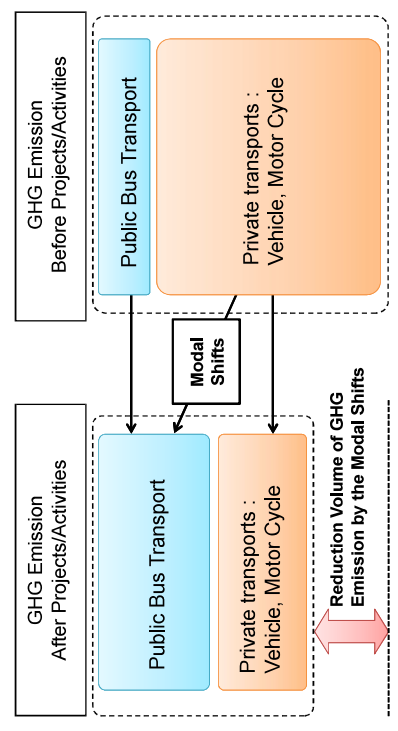 GHG Emission
Before Projects/Activities
Public Bus Transport
Private transports :
Vehicle, Motor Cycle
Modal
Shifts
GHG Emission
After Projects/Activities
Public Bus Transport
Private transports :
Vehicle, Motor Cycle
Reduction Volume of GHG
Emission by the Modal Shifts